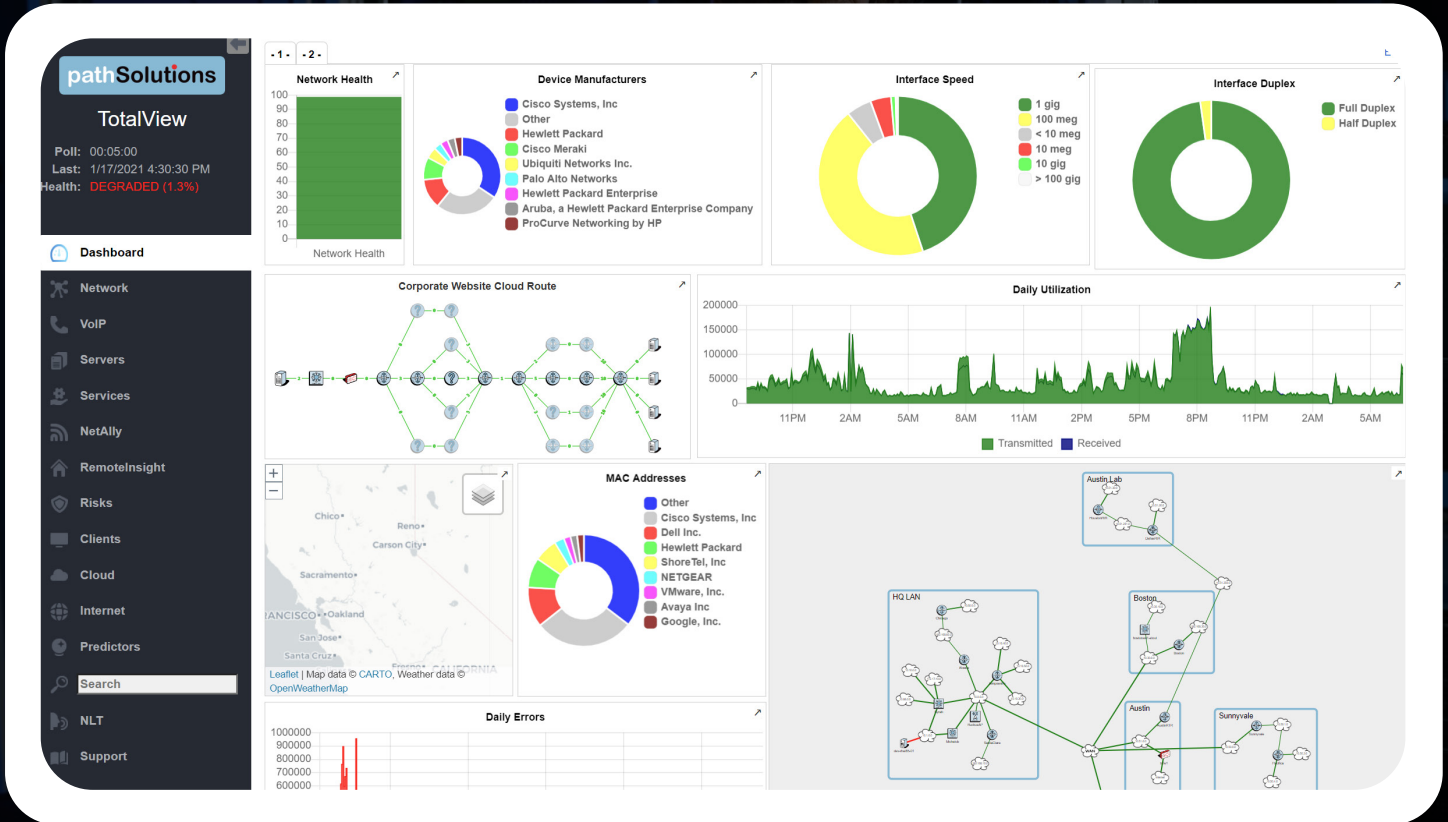 pathSolutions
TotalView
Poll: 00:05:00
Last: 1/17/2021 4:30:30 PM
Health: DEGRADED (1.3%)
Dashboard
Network
VoIP
Servers
Services
NetAlly
RemoteInsight
Risks
Clients
Cloud
Internet
Predictors
Search
NLT
Support
- 1 - - 2 -
Network Health
100
90
80
70
60
50
40
30
20
10
0
Network Health
Device Manufacturers
Cisco Systems, Inc
Other
Hewlett Packard
Cisco Meraki
Ubiquiti Networks Inc.
Palo Alto Networks
Hewlett Packard Enterprise
Aruba, a Hewlett Packard Enterprise Company
ProCurve Networking by HP
Interface Speed
1 gig
100 meg
< 10 meg
10 meg
10 gig
> 100 gig
Interface Duplex
Full Duplex
Half Duplex
Corporate Website Cloud Route
Daily Utilization
200000
150000
100000
50000
0
11PM 2AM 5AM 8AM 11AM 2PM 5PM 8PM 11PM 2AM 5AM
Transmitted Received
+
−
Chico
Reno
Carson City
Sacramento
ANCISCO Oakland
San Jose
Santa Cruz
Fresno CALIFORNIA
Leaflet | Map data © CARTO, Weather data ©
OpenWeatherMap
MAC Addresses
Other
Cisco Systems, Inc
Dell Inc.
Hewlett Packard
ShoreTel, Inc
NETGEAR
VMware, Inc.
Avaya Inc
Google, Inc.
Daily Errors
1000000
900000
800000
700000
600000
Austin Lab
HQ LAN
Boston
Austin
Sunnyvale